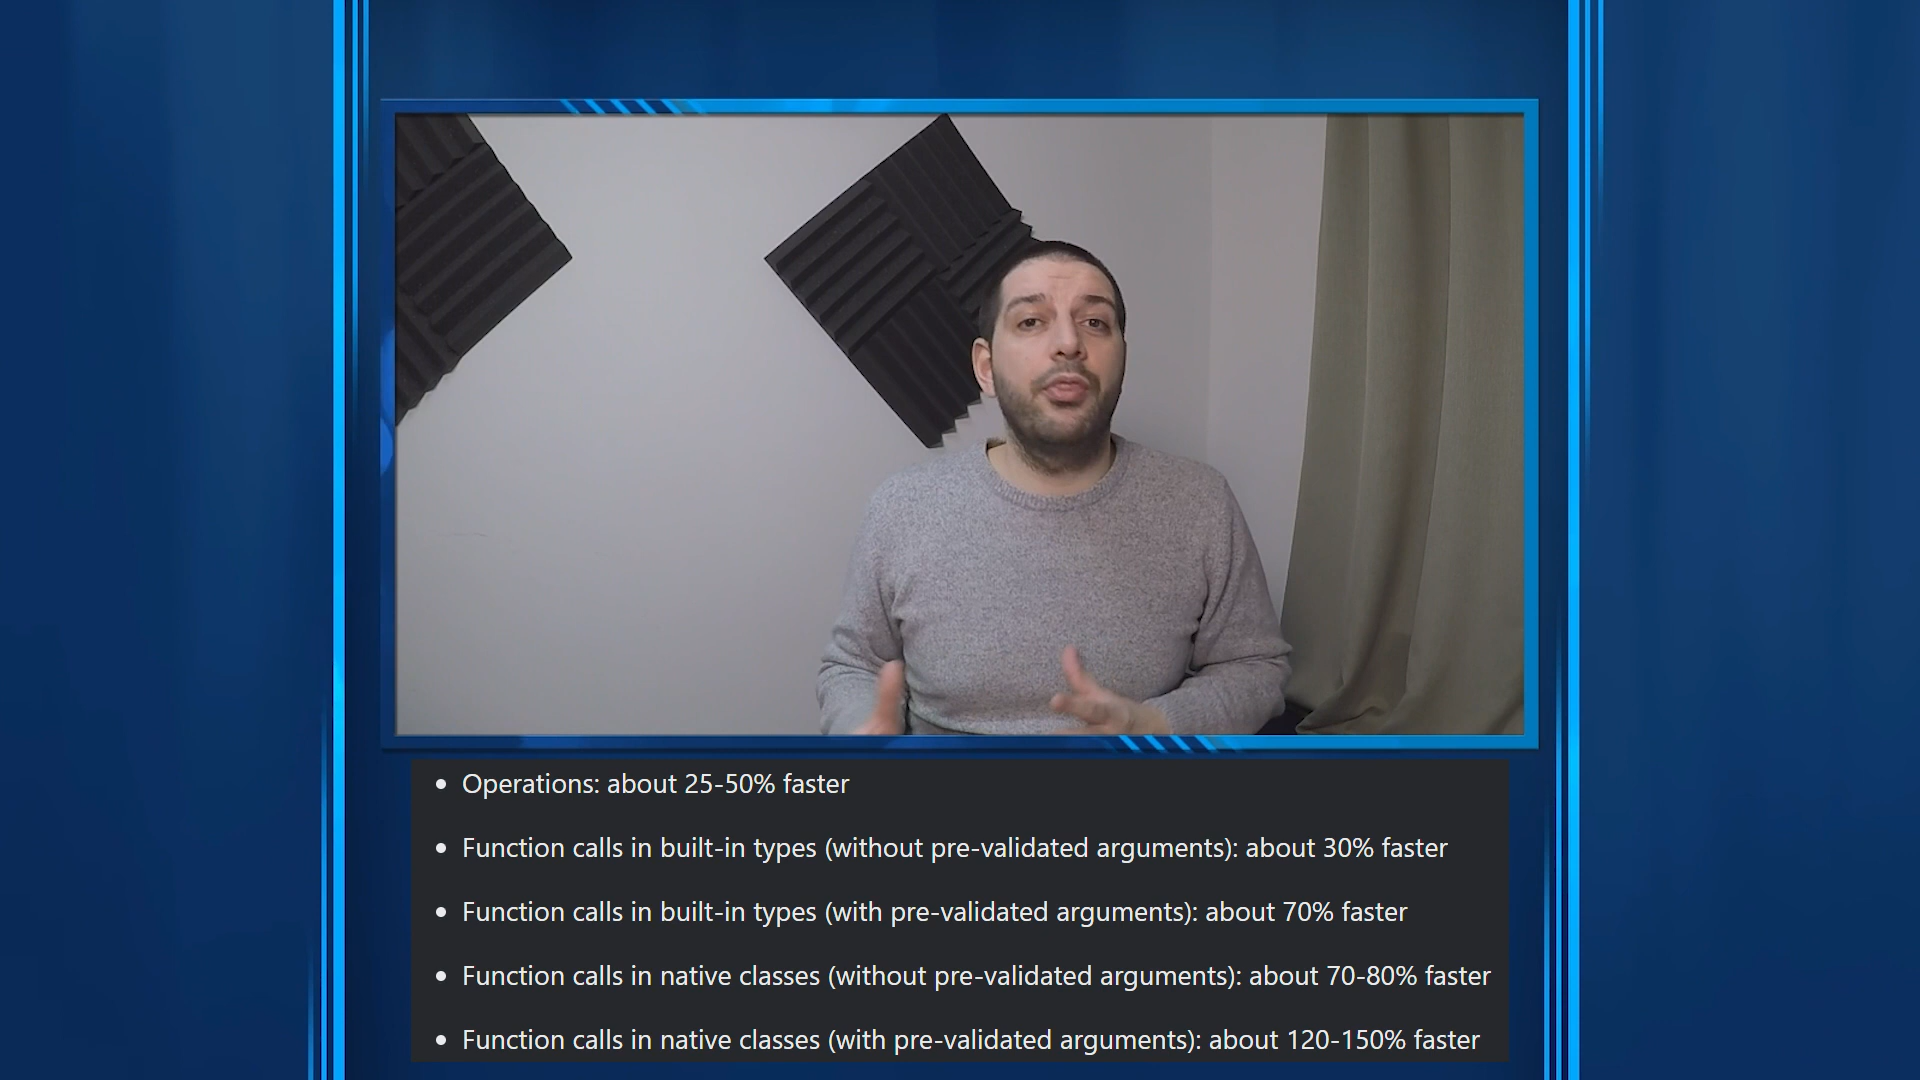 • Operations: about 25-50% faster
• Function calls in built-in types (without pre-validated arguments): about 30% faster
• Function calls in built-in types (with pre-validated arguments): about 70% faster
• Function calls in native classes (without pre-validated arguments): about 70-80% faster
• Function calls in native classes (with pre-validated arguments): about 120-150% faster